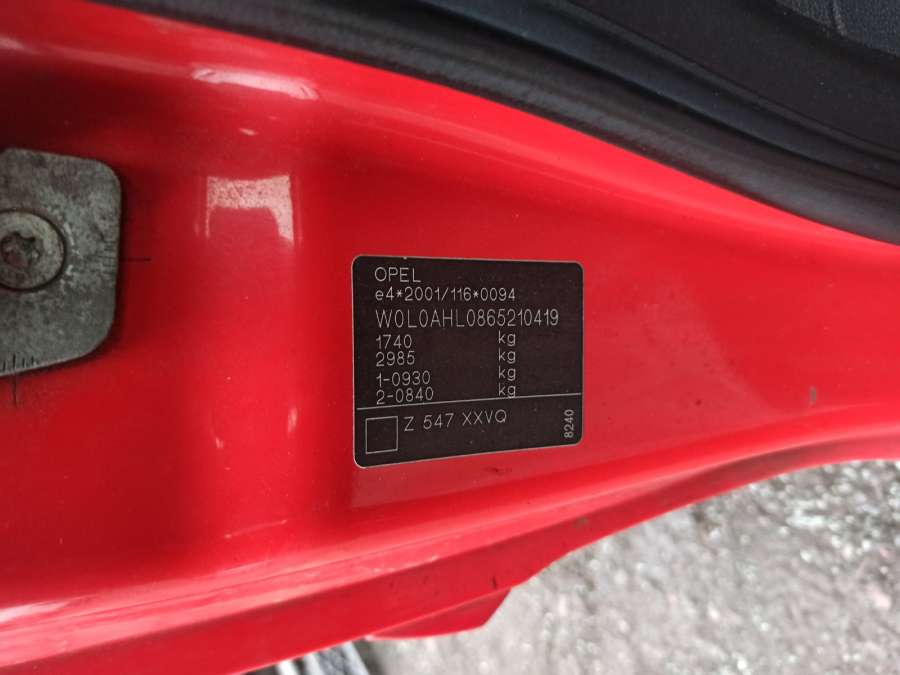 OPEL
e4*2001/116*0094
W0L0AHL0865210419
1740 kg
2985 kg
1-0930 kg
2-0840 kg
Z 547 XXVQ
8240